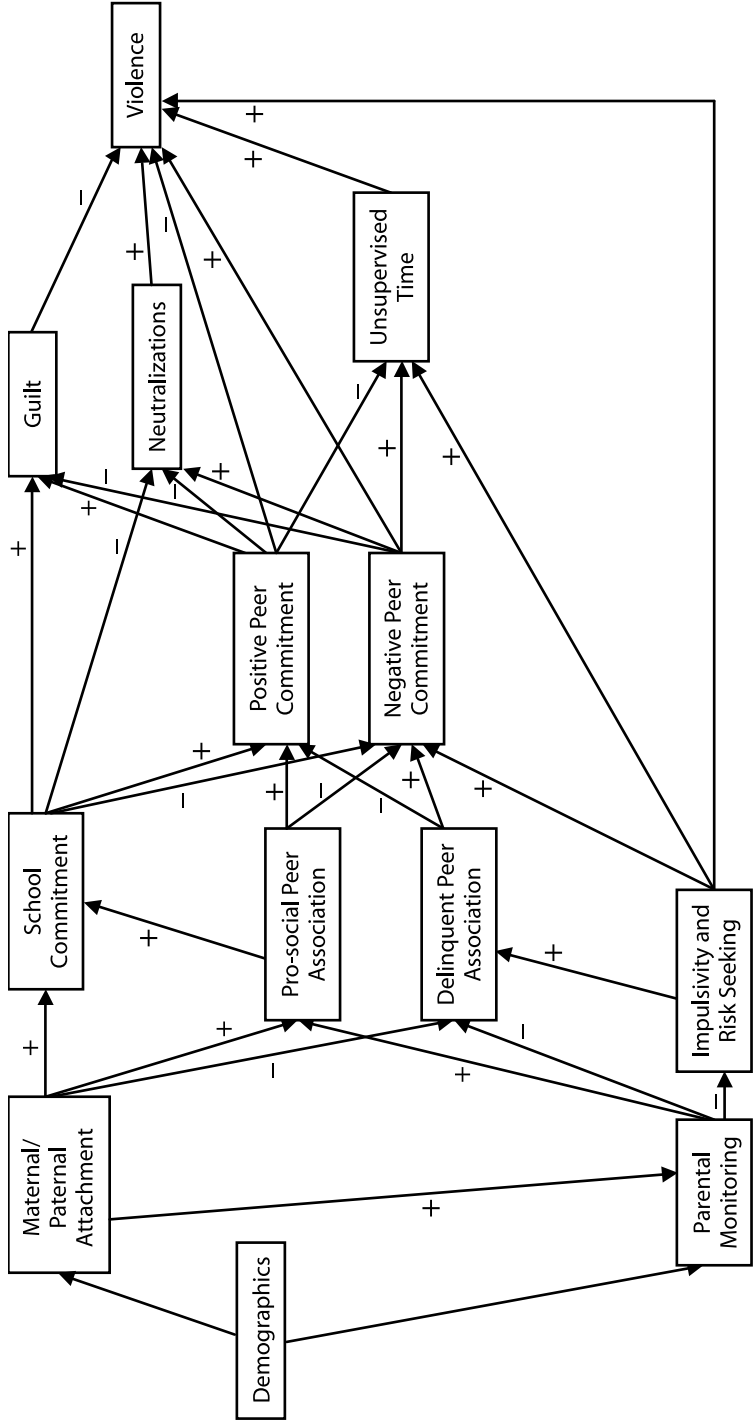 Demographics
Maternal/
Paternal
Attachment
Parental
Monitoring
+
+
+
−
+
−
−
School
Commitment
Pro-social Peer
Association
Delinquent Peer
Association
Impulsivity and
Risk Seeking
+
+
+
−
+
−
+
−
+
+
−
Positive Peer
Commitment
Negative Peer
Commitment
+
+
−
−
+
−
+
+
Guilt
Neutralizations
Unsupervised
Time
−
+
−
+
+
+
Violence